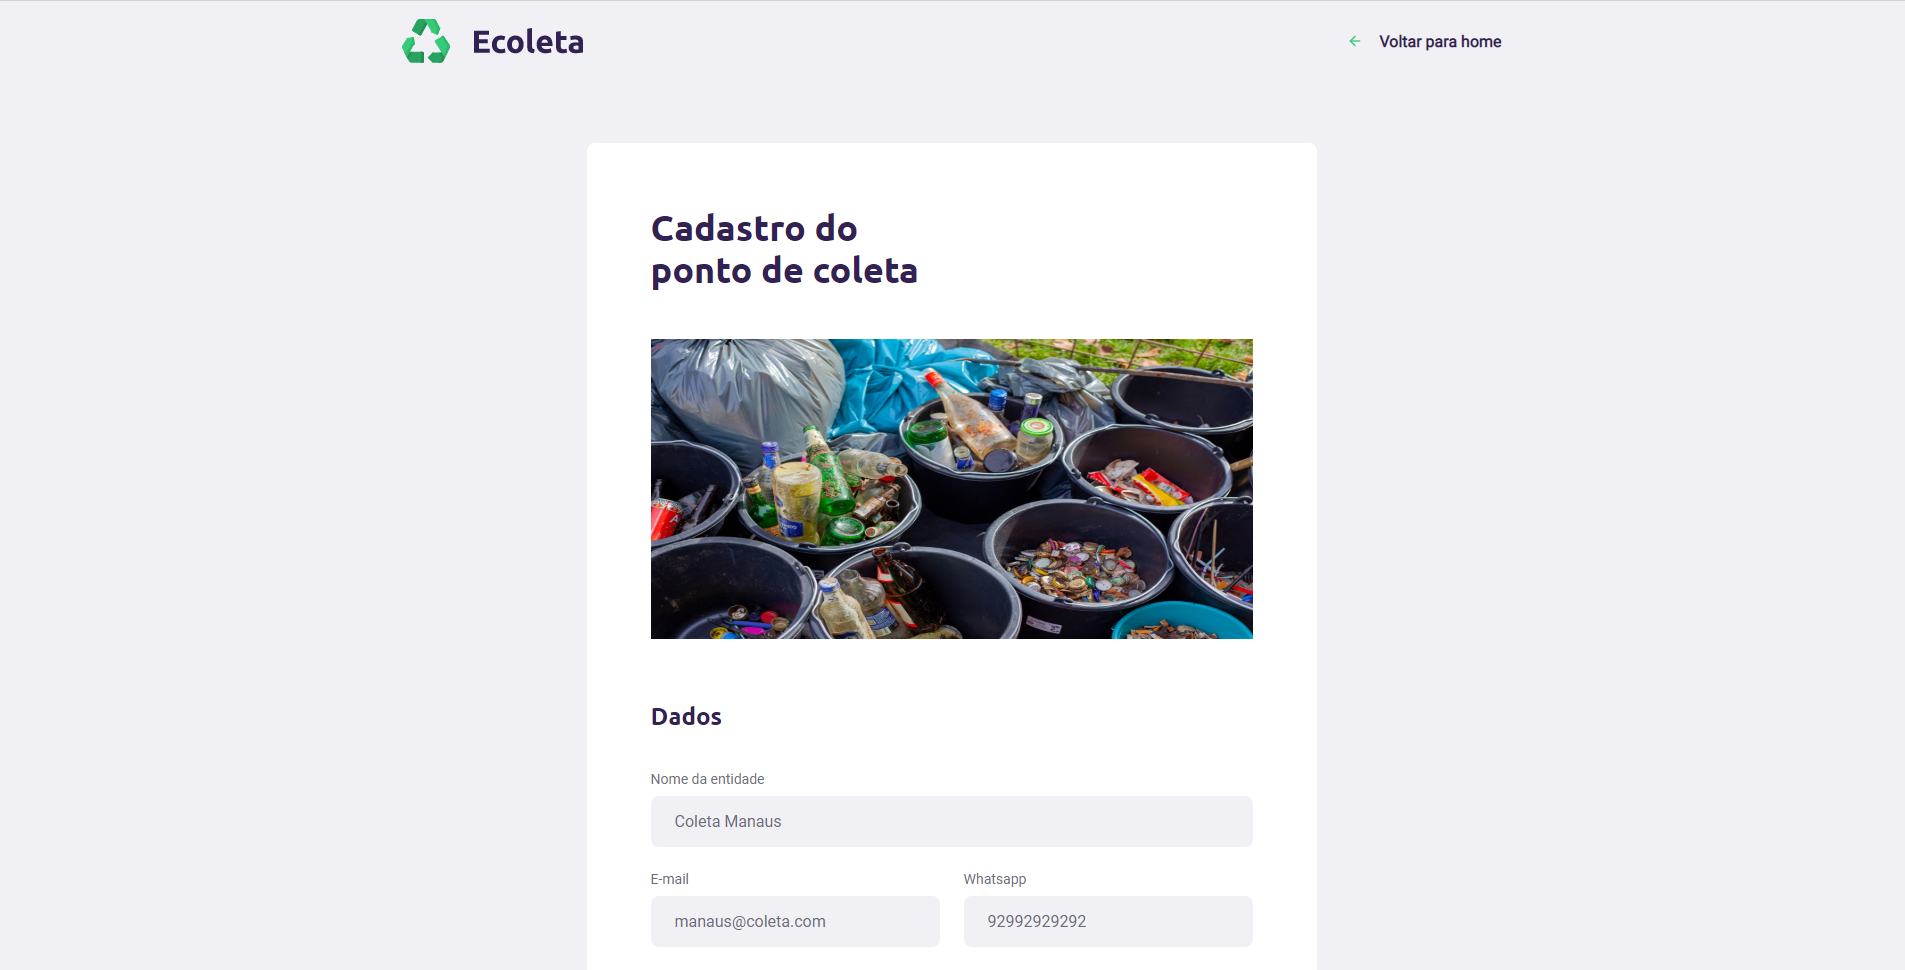 Ecoleta
Voltar para home
Cadastro do
ponto de coleta
Dados
Nome da entidade
Coleta Manaus
E-mail
Whatsapp
manaus@coleta.com
92992929292